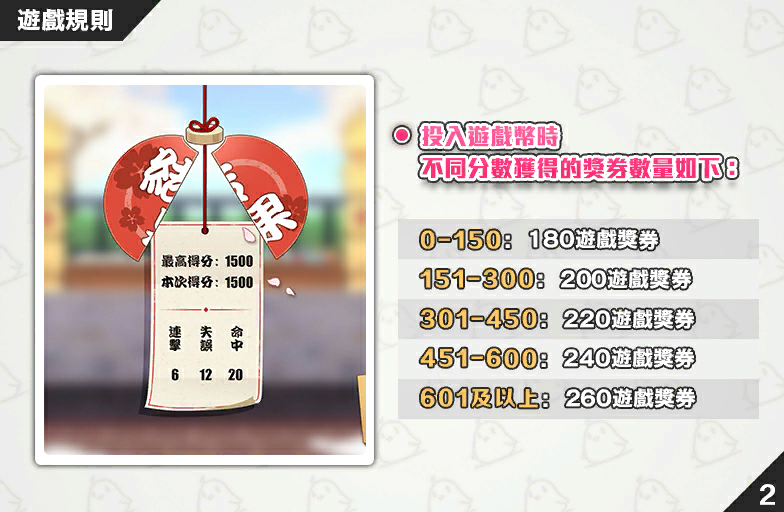 遊戲規則
結果
最高得分：1500
本次得分：1500
連擊 失誤 命中
6 12 20
投入遊戲幣時
不同分數獲得的獎券數量如下：
0-150：180遊戲獎券
151-300：200遊戲獎券
301-450：220遊戲獎券
451-600：240遊戲獎券
601及以上：260遊戲獎券
2